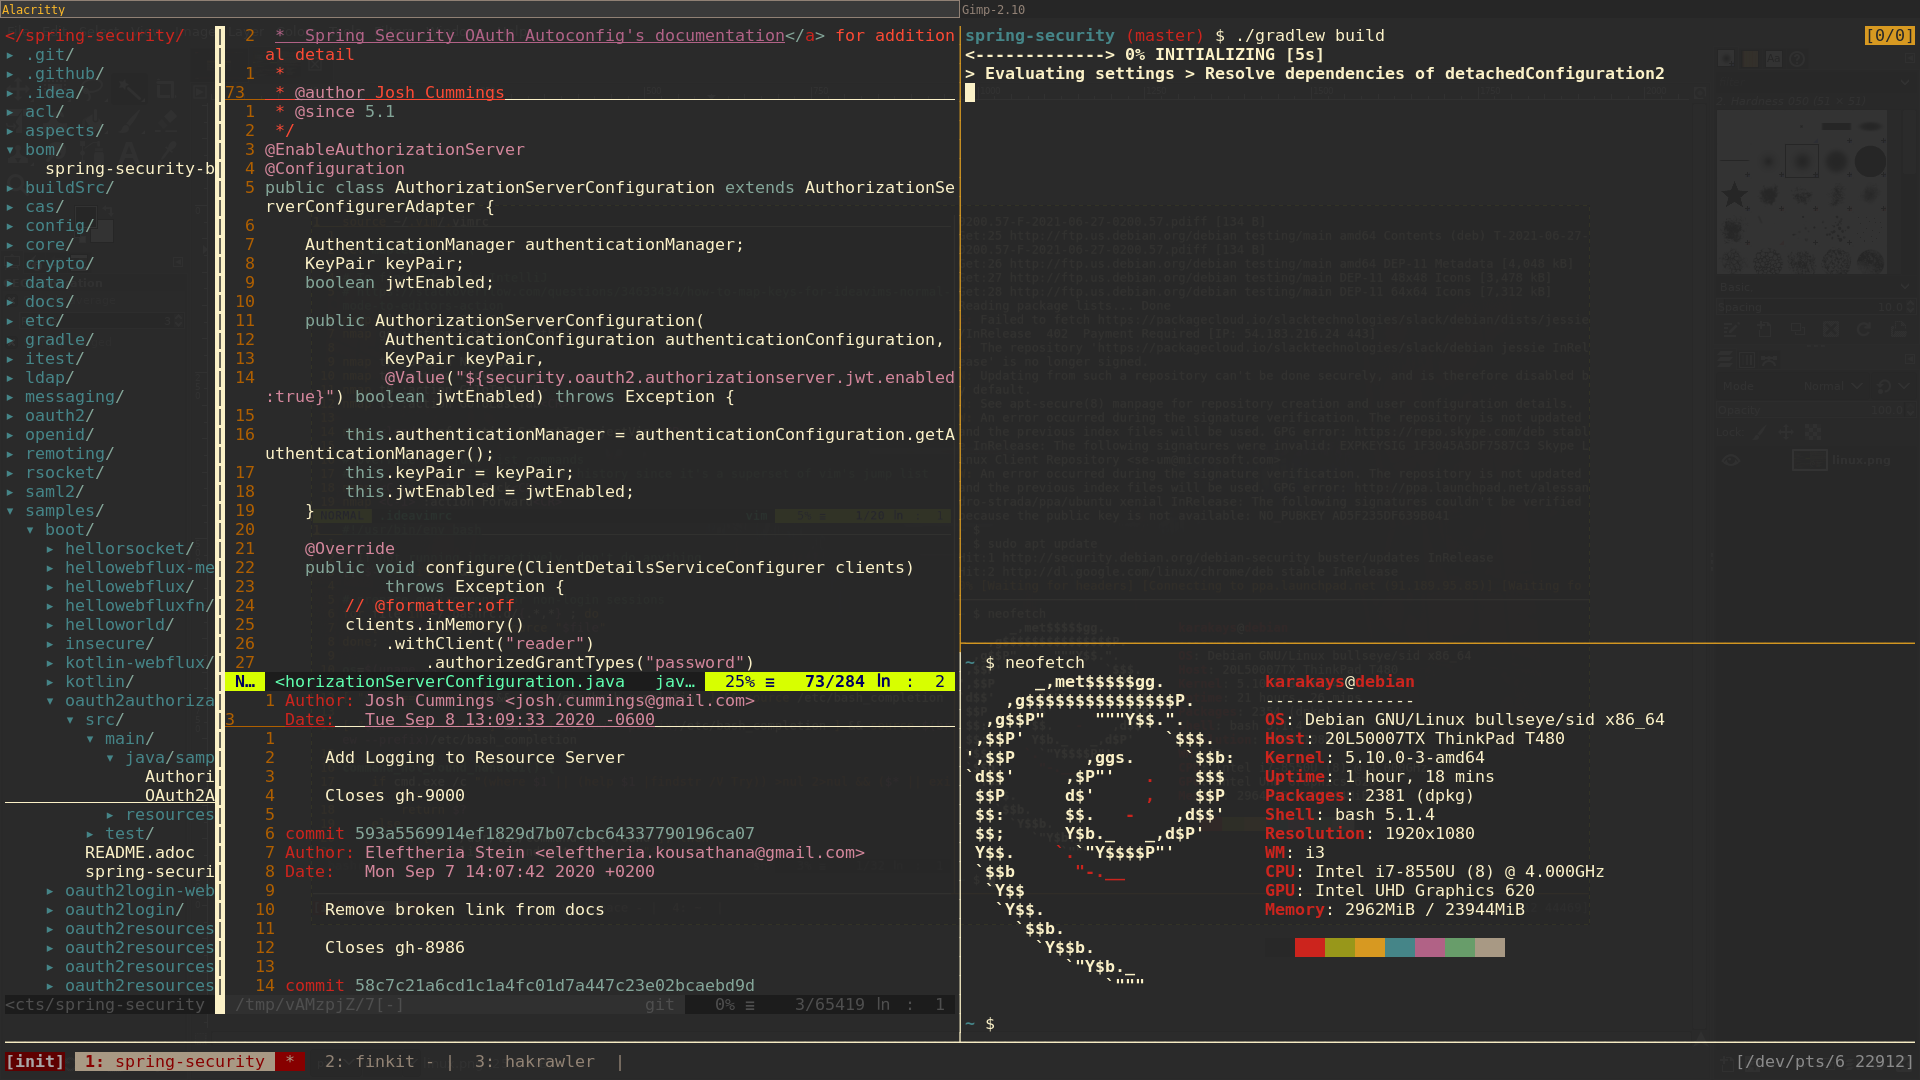 Alacritty
Gimp-2.10
</spring-security/
▸ .git/
▸ .github/
▸ .idea/
▸ acl/
▸ aspects/
▾ bom/
spring-security-b
▸ buildSrc/
▸ cas/
▸ config/
▸ core/
▸ crypto/
▸ data/
▸ docs/
▸ etc/
▸ gradle/
▸ itest/
▸ ldap/
▸ messaging/
▸ oauth2/
▸ openid/
▸ remoting/
▸ rsocket/
▸ saml2/
▾ samples/
▾ boot/
▸ hellorsocket/
▸ hellowebflux-me
▸ hellowebflux/
▸ hellowebfluxfn/
▸ helloworld/
▸ insecure/
▸ kotlin-webflux/
▸ kotlin/
▾ oauth2authoriza
▾ src/
▾ main/
▾ java/samp
Authori
OAuth2A
▸ resources
▸ test/
README.adoc
spring-securi
▸ oauth2login-web
▸ oauth2login/
▸ oauth2resources
▸ oauth2resources
▸ oauth2resources
▸ oauth2resources
<cts/spring-security
2 * Spring Security OAuth Autoconfig's documentation</a> for addition
al detail
1 *
73 * @author Josh Cummings
1 * @since 5.1
2 */
3 @EnableAuthorizationServer
4 @Configuration
5 public class AuthorizationServerConfiguration extends AuthorizationSe
rverConfigurerAdapter {
6
7 AuthenticationManager authenticationManager;
8 KeyPair keyPair;
9 boolean jwtEnabled;
10
11 public AuthorizationServerConfiguration(
12 AuthenticationConfiguration authenticationConfiguration,
13 KeyPair keyPair,
14 @Value("${security.oauth2.authorizationserver.jwt.enabled
:true}") boolean jwtEnabled) throws Exception {
15
16 this.authenticationManager = authenticationConfiguration.getA
uthenticationManager();
17 this.keyPair = keyPair;
18 this.jwtEnabled = jwtEnabled;
19 }
20
21 @Override
22 public void configure(ClientDetailsServiceConfigurer clients)
23 throws Exception {
24 // @formatter:off
25 clients.inMemory()
26 .withClient("reader")
27 .authorizedGrantTypes("password")
N… <horizationServerConfiguration.java jav… 25% ≡ 73/284 ㏑ : 2
1 Author: Josh Cummings <josh.cummings@gmail.com>
3 Date: Tue Sep 8 13:09:33 2020 -0600
1
2 Add Logging to Resource Server
3
4 Closes gh-9000
5
6 commit 593a5569914ef1829d7b07cbc64337790196ca07
7 Author: Eleftheria Stein <eleftheria.kousathana@gmail.com>
8 Date: Mon Sep 7 14:07:42 2020 +0200
9
10 Remove broken link from docs
11
12 Closes gh-8986
13
14 commit 58c7c21a6cd1c1a4fc01d7a447c23e02bcaebd9d
/tmp/vAMzpjZ/7[-] git 0% ≡ 3/65419 ㏑ : 1
spring-security (master) $ ./gradlew build [0/0]
<-------------> 0% INITIALIZING [5s]
> Evaluating settings > Resolve dependencies of detachedConfiguration2
~ $ neofetch
_,met$$$$$gg.
,g$$$$$$$$$$$$$$$P.
,g$$P" """Y$$.".
,$$P' `$$$.
',$$P ,ggs. `$$b:
`d$$' ,$P"' . $$$
$$P d$' , $$P
$$: $$. - ,d$$'
$$; Y$b._ _,d$P'
Y$$. `.`"Y$$$$P"'
`$$b "-.__
`Y$$
`Y$$.
`$$b.
`Y$$b.
`"Y$b._
`"""
karakays@debian
---------------
OS: Debian GNU/Linux bullseye/sid x86_64
Host: 20L50007TX ThinkPad T480
Kernel: 5.10.0-3-amd64
Uptime: 1 hour, 18 mins
Packages: 2381 (dpkg)
Shell: bash 5.1.4
Resolution: 1920x1080
WM: i3
CPU: Intel i7-8550U (8) @ 4.000GHz
GPU: Intel UHD Graphics 620
Memory: 2962MiB / 23944MiB
~ $
[init] 1: spring-security * 2: finkit - | 3: hakrawler | [/dev/pts/6 22912]